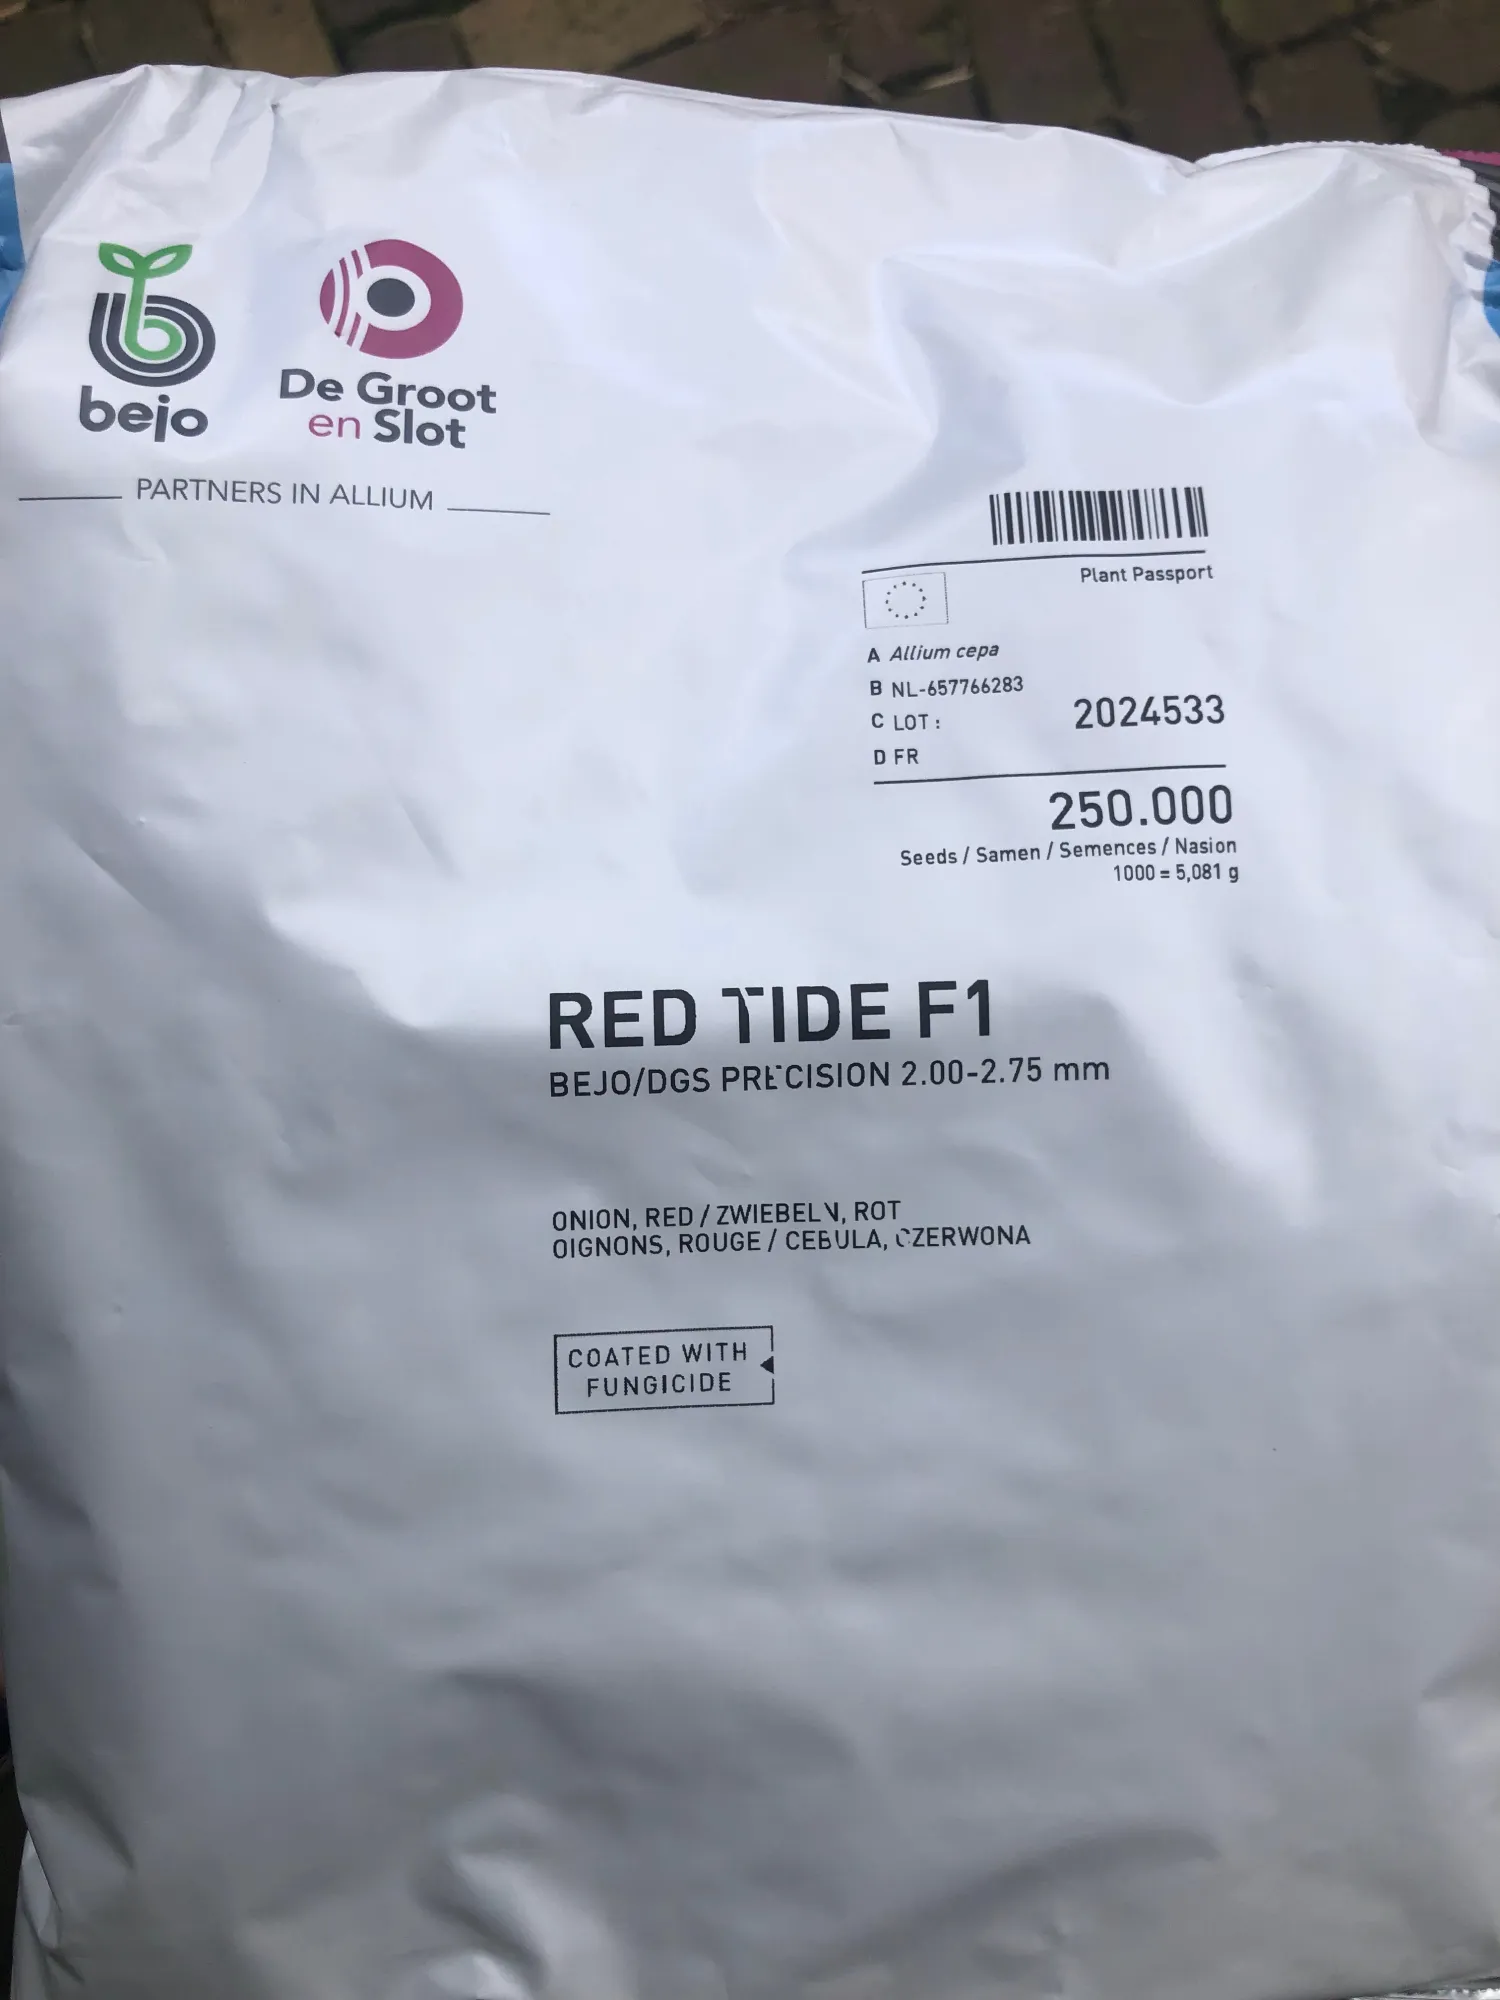 bejo
De Groot
en Slot
PARTNERS IN ALLIUM
Plant Passport
A Allium cepa
B NL-657766283
C LOT: 2024533
D FR
250.000
Seeds / Samen / Semences / Nasion
1000 = 5,081 g
RED TIDE F1
BEJO/DGS PRECISION 2.00-2.75 mm
ONION, RED / ZWIEBELN, ROT
OIGNONS, ROUGE / CEBULA, CZERWONA
COATED WITH
FUNGICIDE